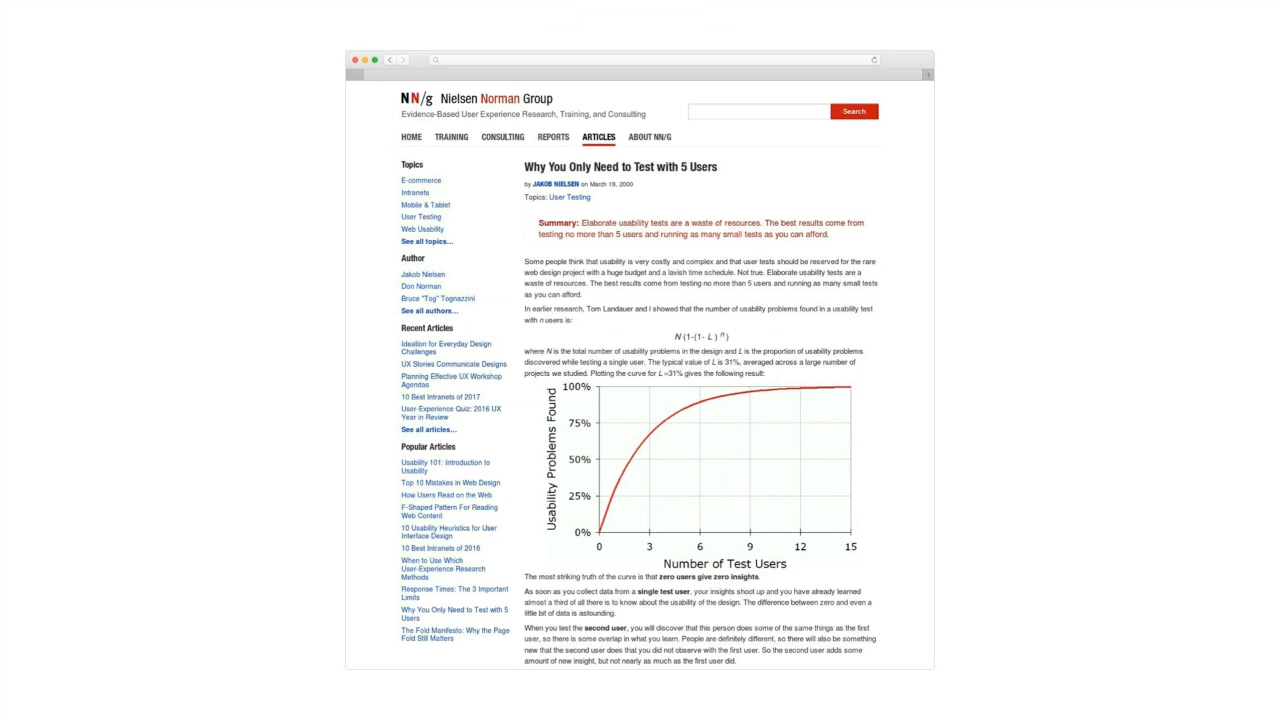 NN/g Nielsen Norman Group
Evidence-Based User Experience Research, Training, and Consulting
Search
HOME TRAINING CONSULTING REPORTS ARTICLES ABOUT NN/G
Topics
E-commerce
Intranets
Mobile & Tablet
User Testing
Web Usability
See all topics...
Author
Jakob Nielsen
Don Norman
Bruce "Tog" Tognazzini
See all authors...
Recent Articles
Ideation for Everyday Design
Challenges
UX Stories Communicate Designs
Planning Effective UX Workshop
Agendas
10 Best Intranets of 2017
User-Experience Quiz: 2016 UX
Year in Review
See all articles...
Popular Articles
Usability 101: Introduction to
Usability
Top 10 Mistakes in Web Design
How Users Read on the Web
F-Shaped Pattern For Reading
Web Content
10 Usability Heuristics for User
Interface Design
10 Best Intranets of 2016
When to Use Which
User-Experience Research
Methods
Response Times: The 3 Important
Limits
Why You Only Need to Test with 5
Users
The Fold Manifesto: Why the Page
Fold Still Matters
Why You Only Need to Test with 5 Users
by JAKOB NIELSEN on March 19, 2000
Topics: User Testing
Summary: Elaborate usability tests are a waste of resources. The best results come from
testing no more than 5 users and running as many small tests as you can afford.
Some people think that usability is very costly and complex and that user tests should be reserved for the rare
web design project with a huge budget and a lavish time schedule. Not true. Elaborate usability tests are a
waste of resources. The best results come from testing no more than 5 users and running as many small tests
as you can afford.
In earlier research, Tom Landauer and I showed that the number of usability problems found in a usability test
with n users is:
N (1-(1- L ) n )
where N is the total number of usability problems in the design and L is the proportion of usability problems
discovered while testing a single user. The typical value of L is 31%, averaged across a large number of
projects we studied. Plotting the curve for L =31% gives the following result:
Usability Problems Found
100%
75%
50%
25%
0%
0 3 6 9 12 15
Number of Test Users
The most striking truth of the curve is that zero users give zero insights.
As soon as you collect data from a single test user, your insights shoot up and you have already learned
almost a third of all there is to know about the usability of the design. The difference between zero and even a
little bit of data is astounding.
When you test the second user, you will discover that this person does some of the same things as the first
user, so there is some overlap in what you learn. People are definitely different, so there will also be something
new that the second user does that you did not observe with the first user. So the second user adds some
amount of new insight, but not nearly as much as the first user did.